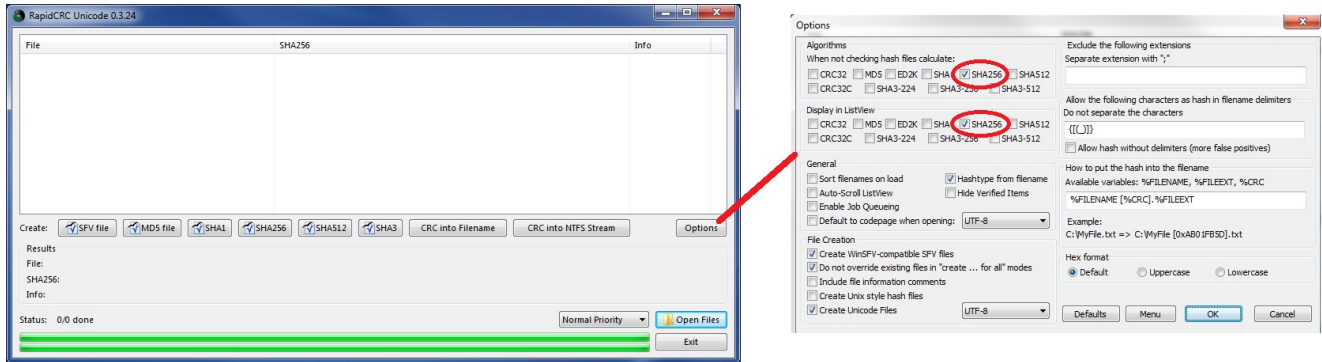 RapidCRC Unicode 0.3.24
File SHA256 Info
Create: SFV file MD5 file SHA1 SHA256 SHA512 SHA3 CRC into Filename CRC into NTFS Stream Options
Results
File:
SHA256:
Info:
Status: 0/0 done Normal Priority Open Files
Exit
Options
Algorithms
When not checking hash files calculate:
CRC32 MD5 ED2K SHA SHA256 SHA512
CRC32C SHA3-224 SHA3-256 SHA3-512
Display in ListView
CRC32 MD5 ED2K SHA SHA256 SHA512
CRC32C SHA3-224 SHA3-256 SHA3-512
General
Sort filenames on load Hashtype from filename
Auto-Scroll ListView Hide Verified Items
Enable Job Queueing
Default to codepage when opening: UTF-8
File Creation
Create WinSFV-compatible SFV files
Do not override existing files in "create ... for all" modes
Include file information comments
Create Unix style hash files
Create Unicode Files UTF-8
Exclude the following extensions
Separate extension with ";"
Allow the following characters as hash in filename delimiters
Do not separate the characters
{[(_)]}
Allow hash without delimiters (more false positives)
How to put the hash into the filename
Available variables: %FILENAME, %FILEEXT, %CRC
%FILENAME [%CRC].%FILEEXT
Example:
C:\MyFile.txt => C:\MyFile [0xAB01FB5D].txt
Hex format
Default Uppercase Lowercase
Defaults Menu OK Cancel